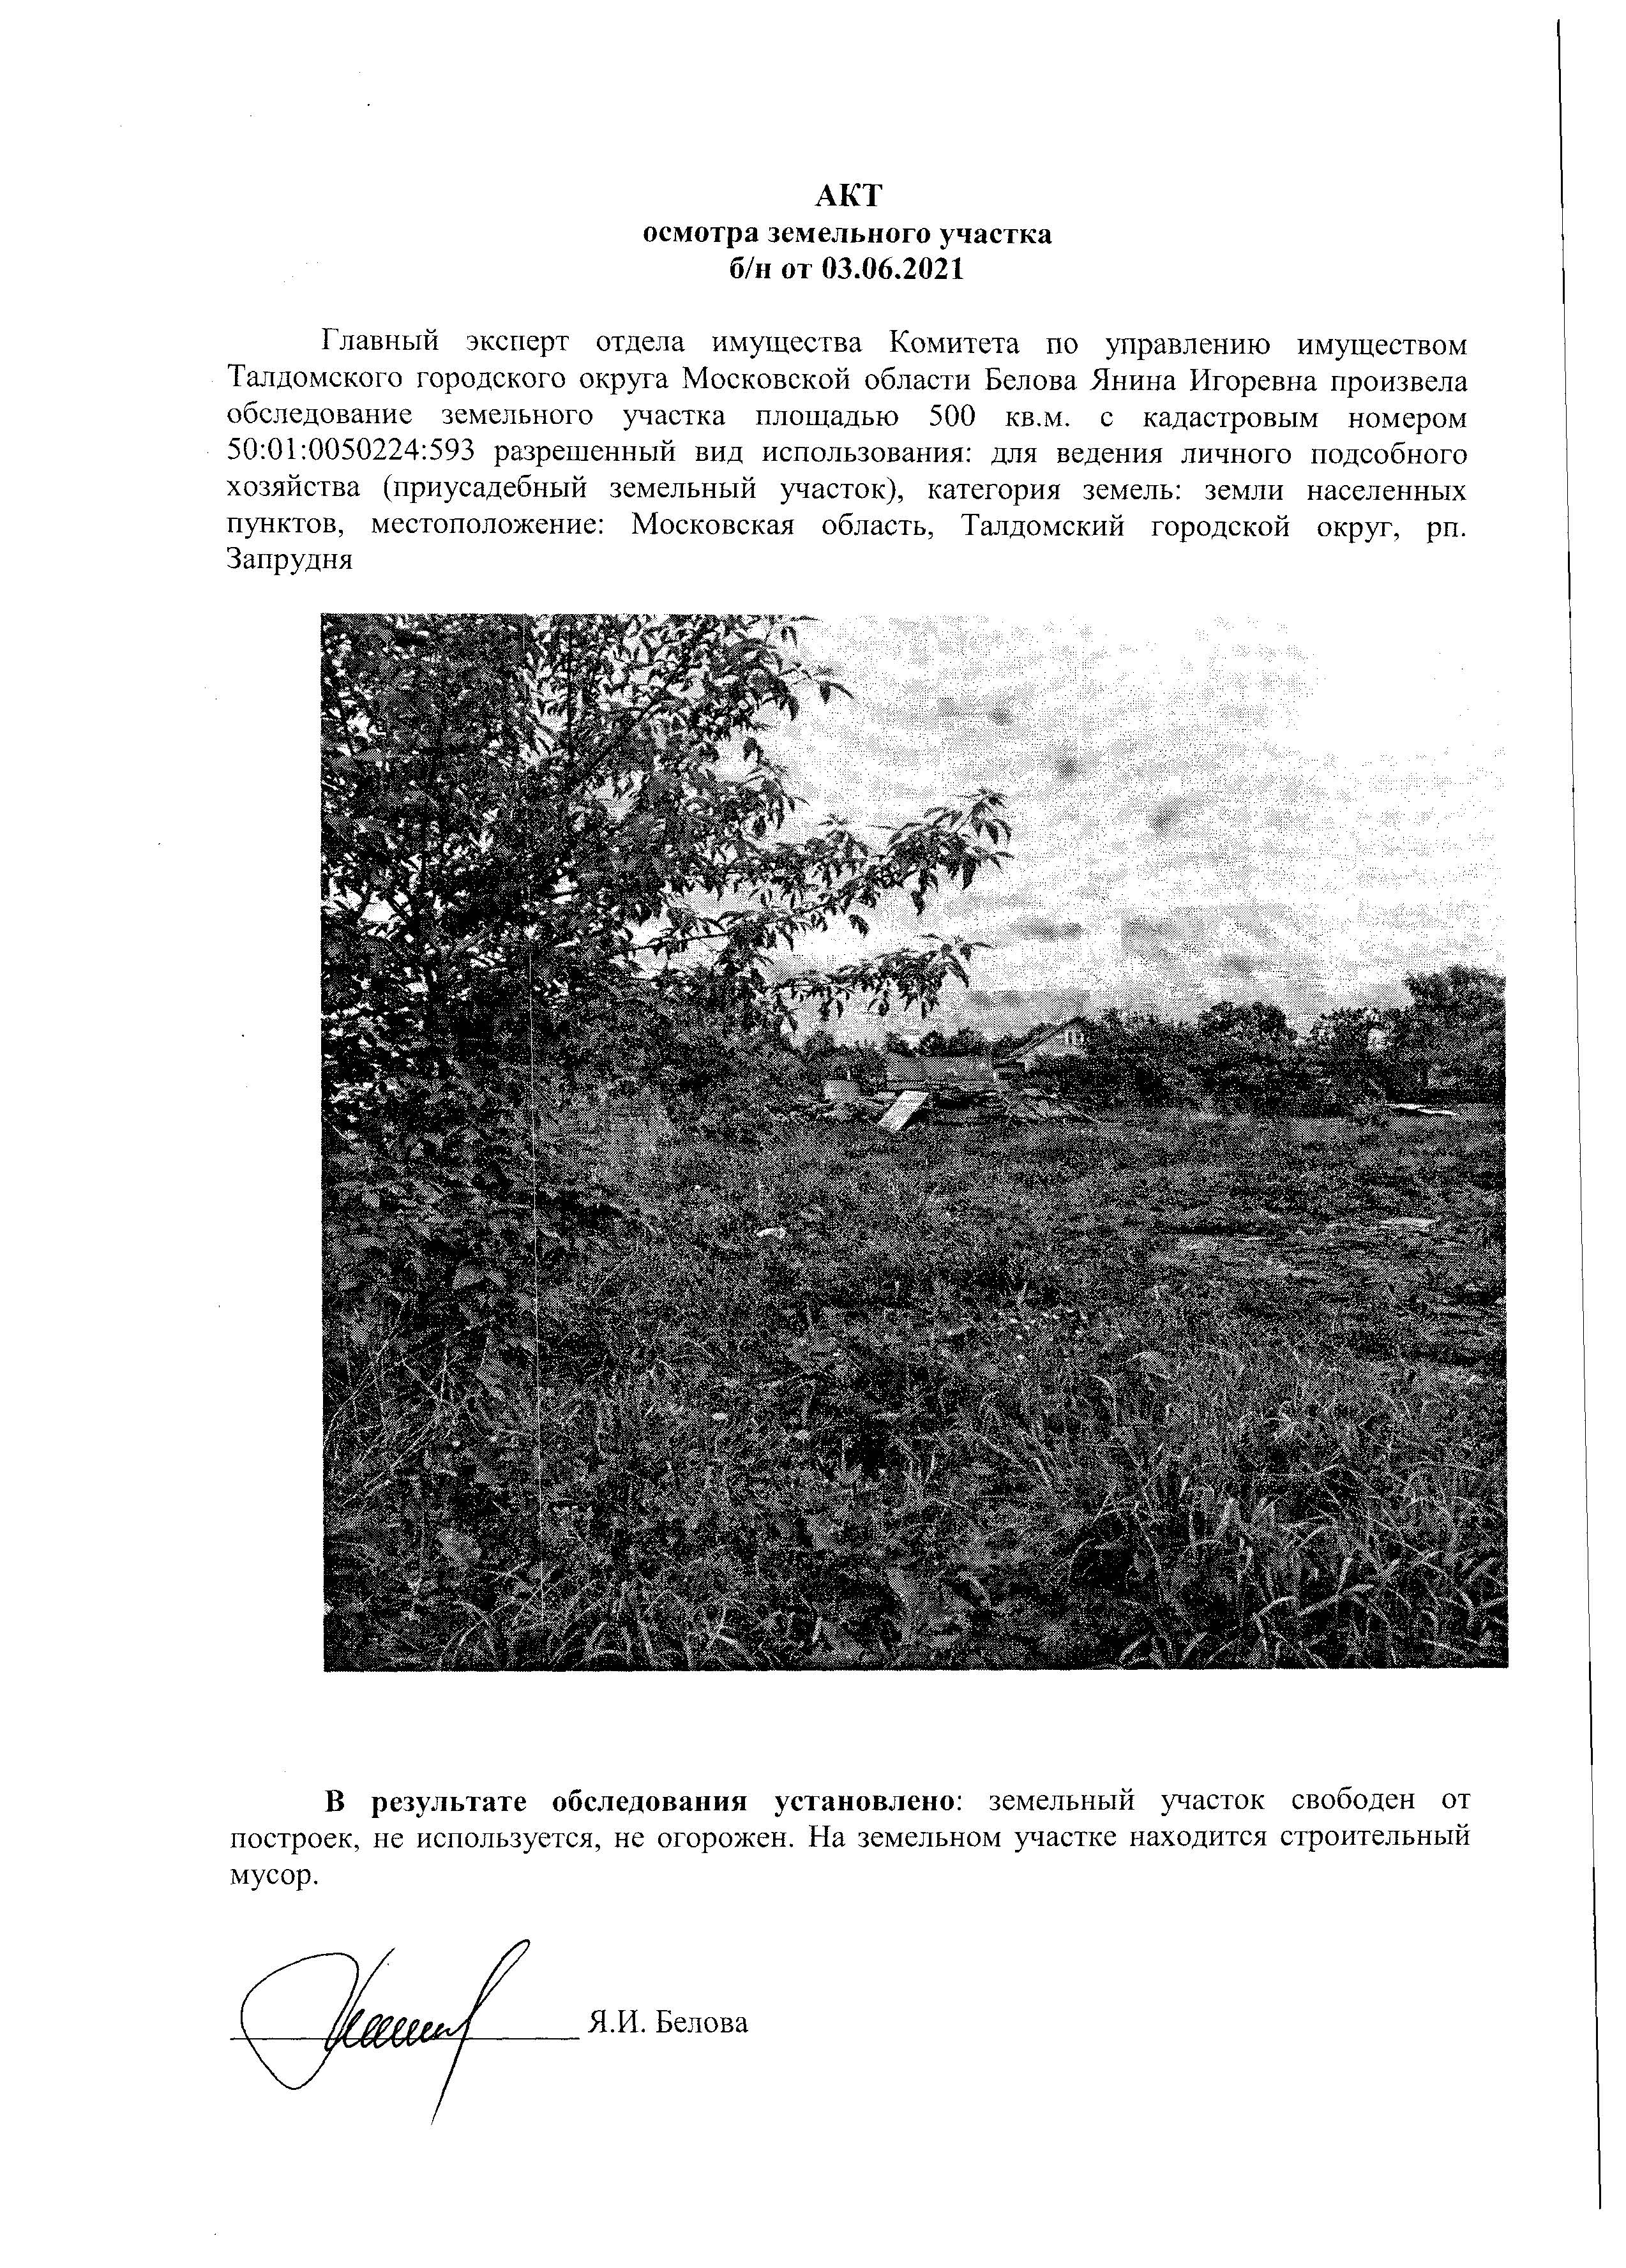 АКТ
осмотра земельного участка
б/н от 03.06.2021
Главный эксперт отдела имущества Комитета по управлению имуществом
Талдомского городского округа Московской области Белова Янина Игоревна произвела
обследование земельного участка площадью 500 кв.м. с кадастровым номером
50:01:0050224:593 разрешенный вид использования: для ведения личного подсобного
хозяйства (приусадебный земельный участок), категория земель: земли населенных
пунктов, местоположение: Московская область, Талдомский городской округ, рп.
Запрудня
В результате обследования установлено: земельный участок свободен от
построек, не используется, не огорожен. На земельном участке находится строительный
мусор.
Я.И. Белова